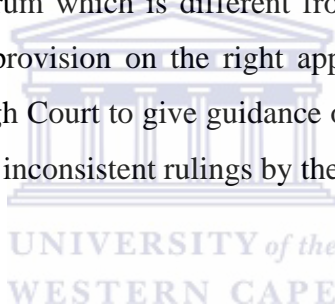 rum which is different fro
provision on the right app
gh Court to give guidance o
inconsistent rulings by the
UNIVERSITY of the
WESTERN CAPE